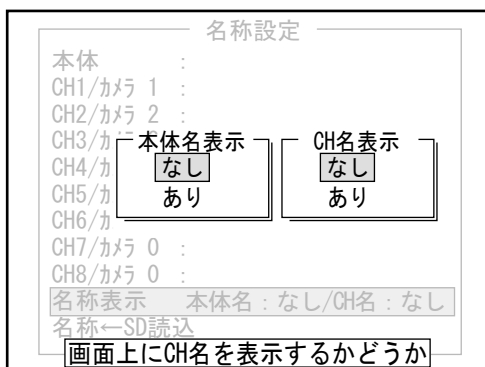 名称設定
本体 :
CH1/ｶﾒﾗ 1 :
CH2/ｶﾒﾗ 2 :
CH3/ｶ
CH4/ｶ
CH5/ｶ
CH6/ｶ
本体名表示
なし
あり
CH名表示
なし
あり
CH7/ｶﾒﾗ 0 :
CH8/ｶﾒﾗ 0 :
名称表示 本体名:なし/CH名:なし
名称←SD読込
画面上にCH名を表示するかどうか